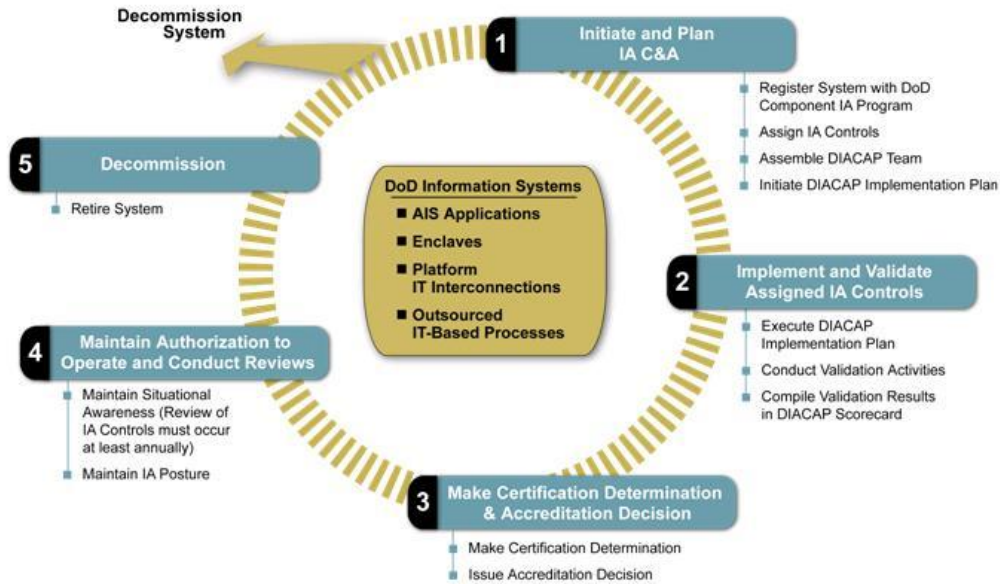 Decommission
System
1
Initiate and Plan
IA C&A
Register System with DoD
Component IA Program
Assign IA Controls
Assemble DIACAP Team
Initiate DIACAP Implementation Plan
2
Implement and Validate
Assigned IA Controls
Execute DIACAP
Implementation Plan
Conduct Validation Activities
Compile Validation Results
in DIACAP Scorecard
3
Make Certification Determination
& Accreditation Decision
Make Certification Determination
Issue Accreditation Decision
4
Maintain Authorization to
Operate and Conduct Reviews
Maintain Situational
Awareness (Review of
IA Controls must occur
at least annually)
Maintain IA Posture
5
Decommission
Retire System
DoD Information Systems
AIS Applications
Enclaves
Platform
IT Interconnections
Outsourced
IT-Based Processes